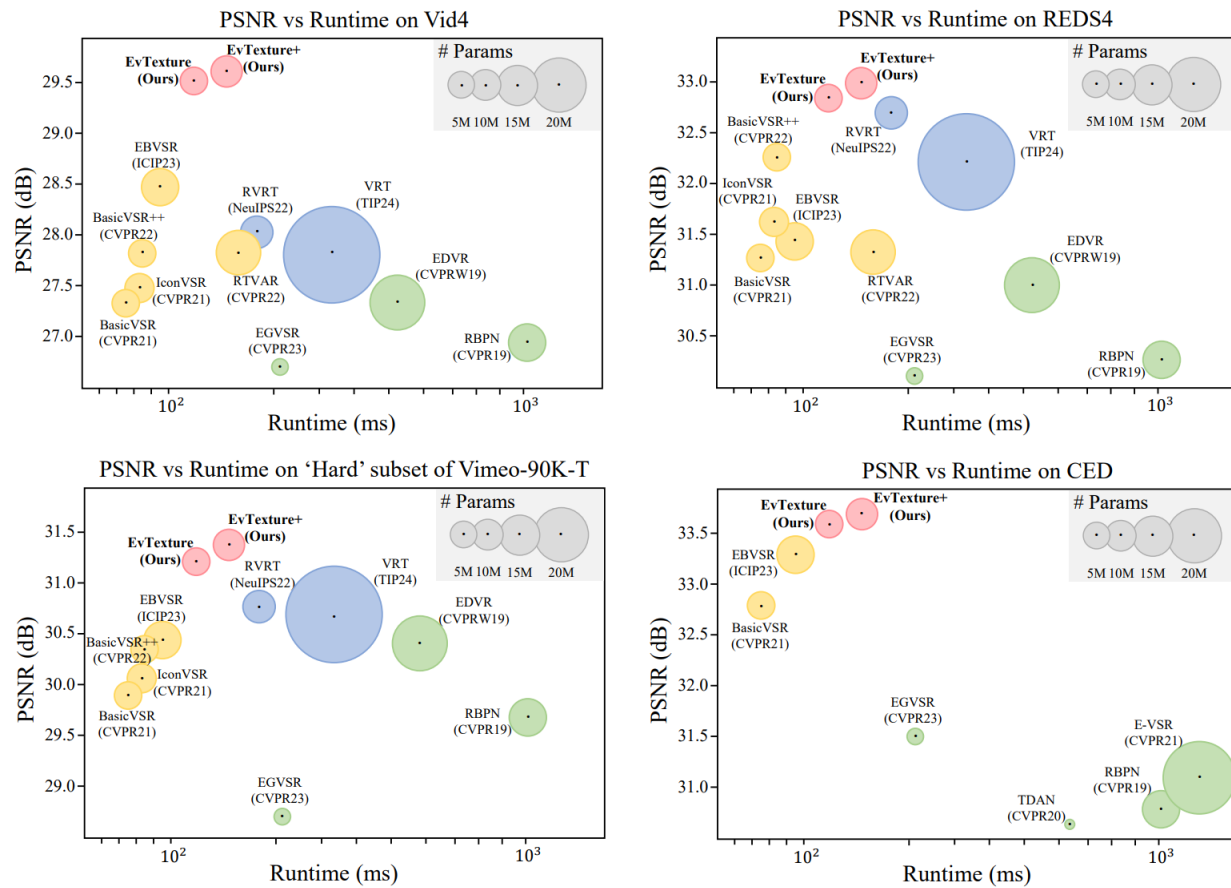 PSNR vs Runtime on Vid4
PSNR (dB)
29.5
29.0
28.5
28.0
27.5
27.0
EvTexture
(Ours)
EvTexture+
(Ours)
# Params
5M 10M 15M 20M
EBVSR
(ICIP23)
BasicVSR++
(CVPR22)
IconVSR
(CVPR21)
BasicVSR
(CVPR21)
RVRT
(NeuIPS22)
RTVAR
(CVPR22)
VRT
(TIP24)
EDVR
(CVPRW19)
EGVSR
(CVPR23)
RBPN
(CVPR19)
10²
10³
Runtime (ms)
PSNR vs Runtime on REDS4
PSNR (dB)
33.0
32.5
32.0
31.5
31.0
30.5
EvTexture
(Ours)
EvTexture+
(Ours)
# Params
5M 10M 15M 20M
BasicVSR++
(CVPR22)
RVRT
(NeuIPS22)
VRT
(TIP24)
IconVSR
(CVPR21)
EBVSR
(ICIP23)
BasicVSR
(CVPR21)
RTVAR
(CVPR22)
EDVR
(CVPRW19)
EGVSR
(CVPR23)
RBPN
(CVPR19)
10²
10³
Runtime (ms)
PSNR vs Runtime on ‘Hard’ subset of Vimeo-90K-T
PSNR (dB)
31.5
31.0
30.5
30.0
29.5
29.0
EvTexture
(Ours)
EvTexture+
(Ours)
# Params
5M 10M 15M 20M
RVRT
(NeuIPS22)
VRT
(TIP24)
EBVSR
(ICIP23)
BasicVSR++
(CVPR22)
IconVSR
(CVPR21)
BasicVSR
(CVPR21)
EDVR
(CVPRW19)
RBPN
(CVPR19)
EGVSR
(CVPR23)
10²
10³
Runtime (ms)
PSNR vs Runtime on CED
PSNR (dB)
33.5
33.0
32.5
32.0
31.5
31.0
EvTexture
(Ours)
EvTexture+
(Ours)
# Params
5M 10M 15M 20M
EBVSR
(ICIP23)
BasicVSR
(CVPR21)
EGVSR
(CVPR23)
E-VSR
(CVPR21)
RBPN
(CVPR19)
TDAN
(CVPR20)
10²
10³
Runtime (ms)